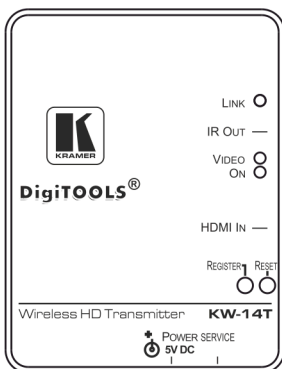 LINK
IR OUT
K
KRAMER
VIDEO
ON
DigiTOOLS®
HDMI IN
REGISTER RESET
Wireless HD Transmitter KW-14T
POWER SERVICE
5V DC